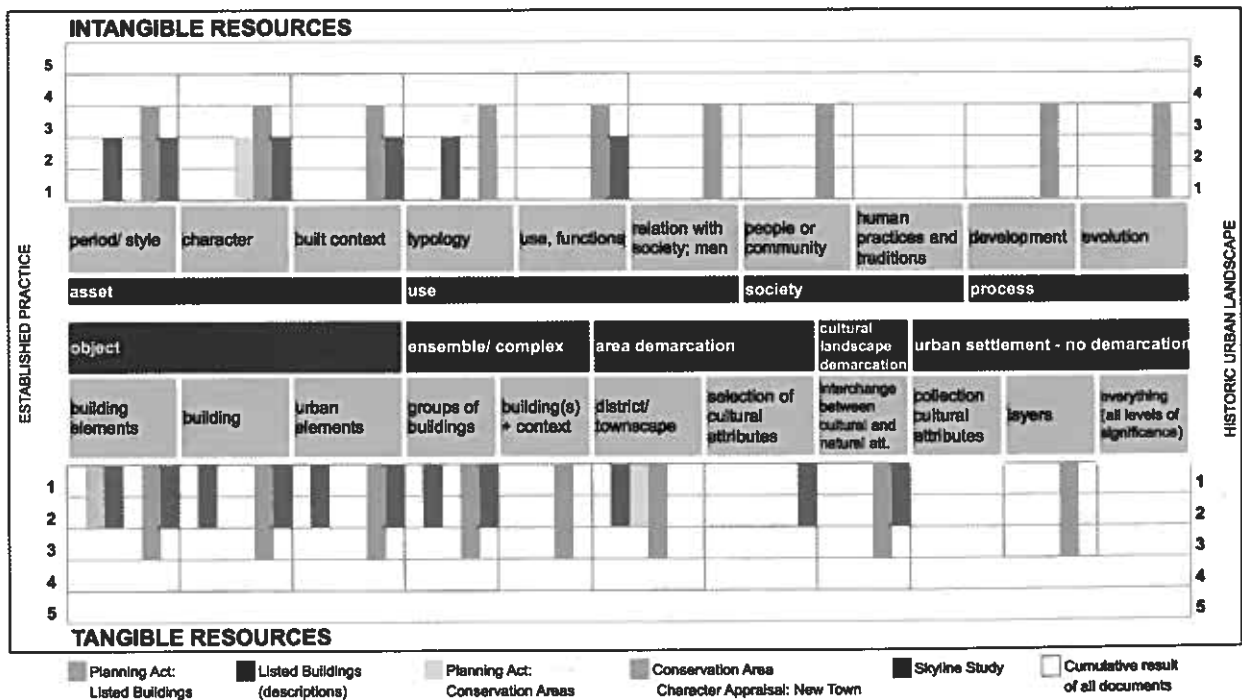 INTANGIBLE RESOURCES
5 5
4 4
3 3
2 2
1 1
period/ style
character
built context
typology
use, functions
relation with
society; men
people or
community
human
practices and
traditions
development
evolution
asset
use
society
process
ESTABLISHED PRACTICE
HISTORIC URBAN LANDSCAPE
object
ensemble/ complex
area demarcation
cultural
landscape
demarcation
urban settlement - no demarcation
building
elements
building
urban
elements
groups of
buildings
building(s)
+ context
district/
townscape
selection of
cultural
attributes
interchange
between
cultural and
natural att.
collection
cultural
attributes
layers
everything
(all levels of
significance)
1 1
2 2
3 3
4 4
5 5
TANGIBLE RESOURCES
Planning Act:
Listed Buildings
Listed Buildings
(descriptions)
Planning Act:
Conservation Areas
Conservation Area
Character Appraisal: New Town
Skyline Study
Cumulative result
of all documents